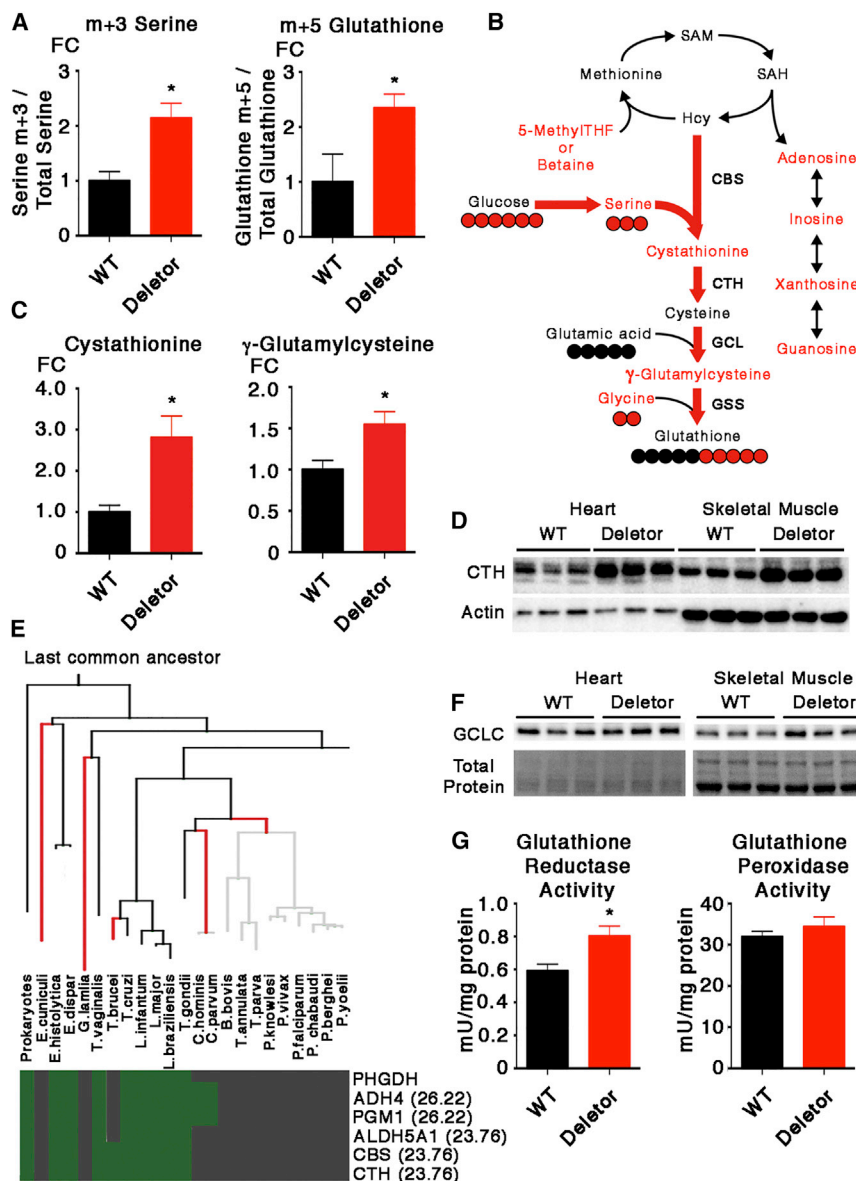 A
m+3 Serine
FC
Serine m+3 /
Total Serine
3
2
1
0
*
WT
Deletor
m+5 Glutathione
FC
Glutathione m+5 /
Total Glutathione
3
2
1
0
*
WT
Deletor
B
SAM
Methionine
SAH
Hcy
5-MethylTHF
or
Betaine
CBS
Adenosine
Glucose
Serine
Inosine
Cystathionine
CTH
Xanthosine
Cysteine
Glutamic acid
GCL
Guanosine
γ-Glutamylcysteine
Glycine
GSS
Glutathione
C
Cystathionine
FC
4.0
3.0
2.0
1.0
0
*
WT
Deletor
γ-Glutamylcysteine
FC
2.0
1.5
1.0
0.5
0.0
*
WT
Deletor
D
Heart
Skeletal Muscle
WT
Deletor
WT
Deletor
CTH
Actin
E
Last common ancestor
Prokaryotes
E.cuniculi
E.histolytica
E.dispar
G.lamlia
T.vaginalis
T.brucei
T.cruzi
L.infantum
L.major
L.braziliensis
T.gondii
C.hominis
C.parvum
B.bovis
T.annulata
T.parva
P.knowlesi
P.vivax
P.falciparum
P. chabaudi
P.berghei
P.yoelii
PHGDH
ADH4 (26.22)
PGM1 (26.22)
ALDH5A1 (23.76)
CBS (23.76)
CTH (23.76)
F
Heart
Skeletal Muscle
WT
Deletor
WT
Deletor
GCLC
Total
Protein
G
Glutathione
Reductase
Activity
mU/mg protein
1.0
0.8
0.6
0.4
0.2
0
*
WT
Deletor
Glutathione
Peroxidase
Activity
mU/mg protein
40
30
20
10
0
WT
Deletor